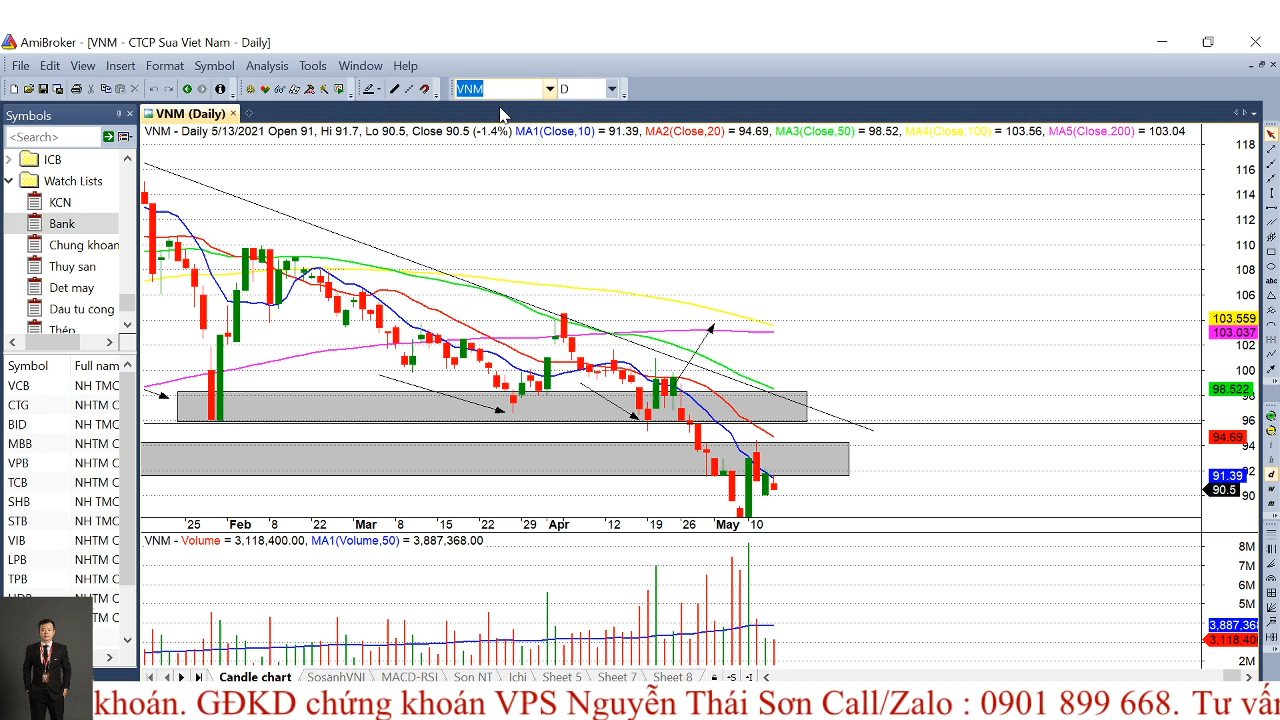 AmiBroker - [VNM - CTCP Sua Viet Nam - Daily]
File Edit View Insert Format Symbol Analysis Tools Window Help
VNM D
Symbols
VNM (Daily)
<Search>
VNM - Daily 5/13/2021 Open 91, Hi 91.7, Lo 90.5, Close 90.5 (-1.4%) MA1(Close,10) = 91.39, MA2(Close,20) = 94.69, MA3(Close,50) = 98.52, MA4(Close,100) = 103.56, MA5(Close,200) = 103.04
ICB
Watch Lists
KCN
Bank
Chung khoan
Thuy san
Det may
Dau tu cong
Thép
Symbol Full nam
VCB NH TMC
CTG NHTM C
BID NHTM C
MBB NHTM C
VPB NHTM C
TCB NHTM C
SHB NH TMC
STB NH TMC
VIB NHTM C
LPB NHTM C
TPB NHTM C
118
116
114
112
110
108
106
103.559
103.037
102
100
98.522
98
96
94.69
94
92
91.39
90.5
90
25 Feb 8 22 Mar 8 15 22 29 Apr 12 19 26 May 10
VNM - Volume = 3,118,400.00, MA1(Volume,50) = 3,887,368.00
8M
7M
6M
5M
3,887,368
3,118,40
2M
Candle chart SosanhVNI MACD-RSI Son NT Ich Sheet 5 Sheet 7 Sheet 8
khoán. GĐKD chứng khoán VPS Nguyễn Thái Sơn Call/Zalo : 0901 899 668. Tư vấn